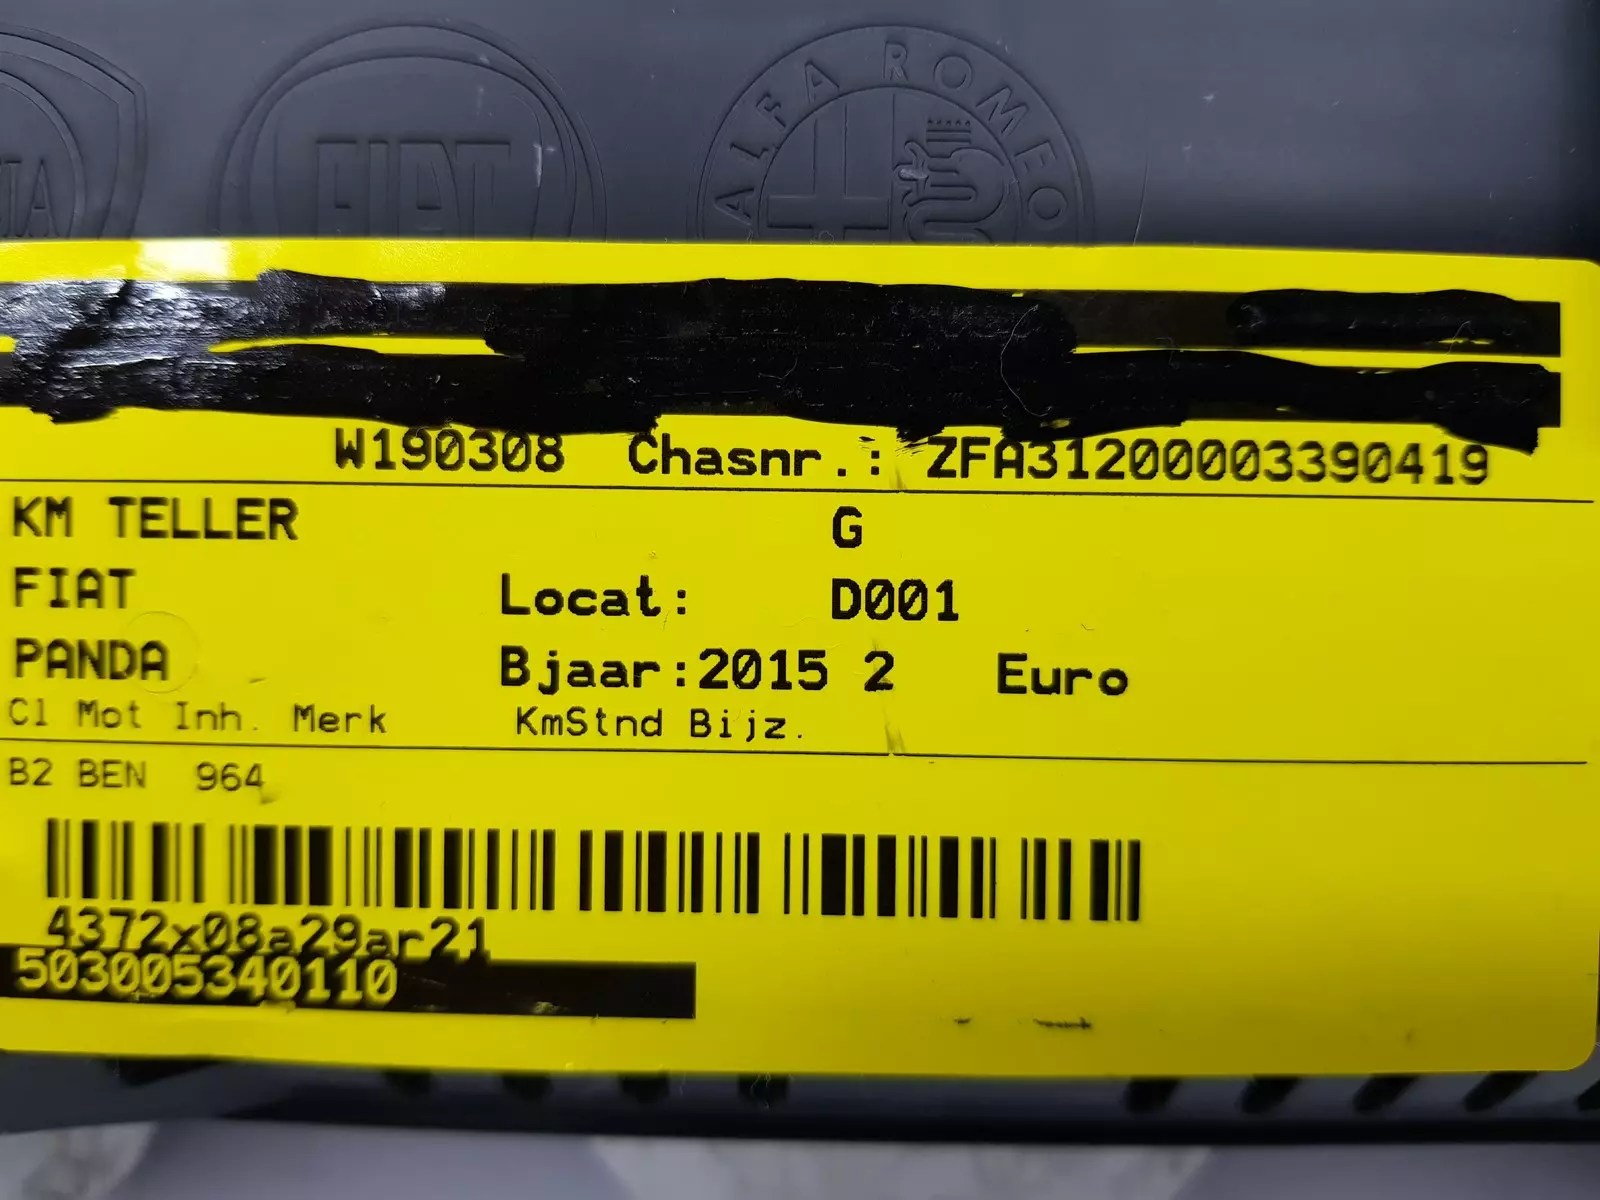 FIAT
ALFA ROMEO
W190308 Chasnr.: ZFA31200003390419
KM TELLER G
FIAT Locat: D001
PANDA Bjaar:2015 2 Euro
Cl Mot Inh. Merk KmStnd Bijz.
B2 BEN 964
4372x08a29ar21
503005340110